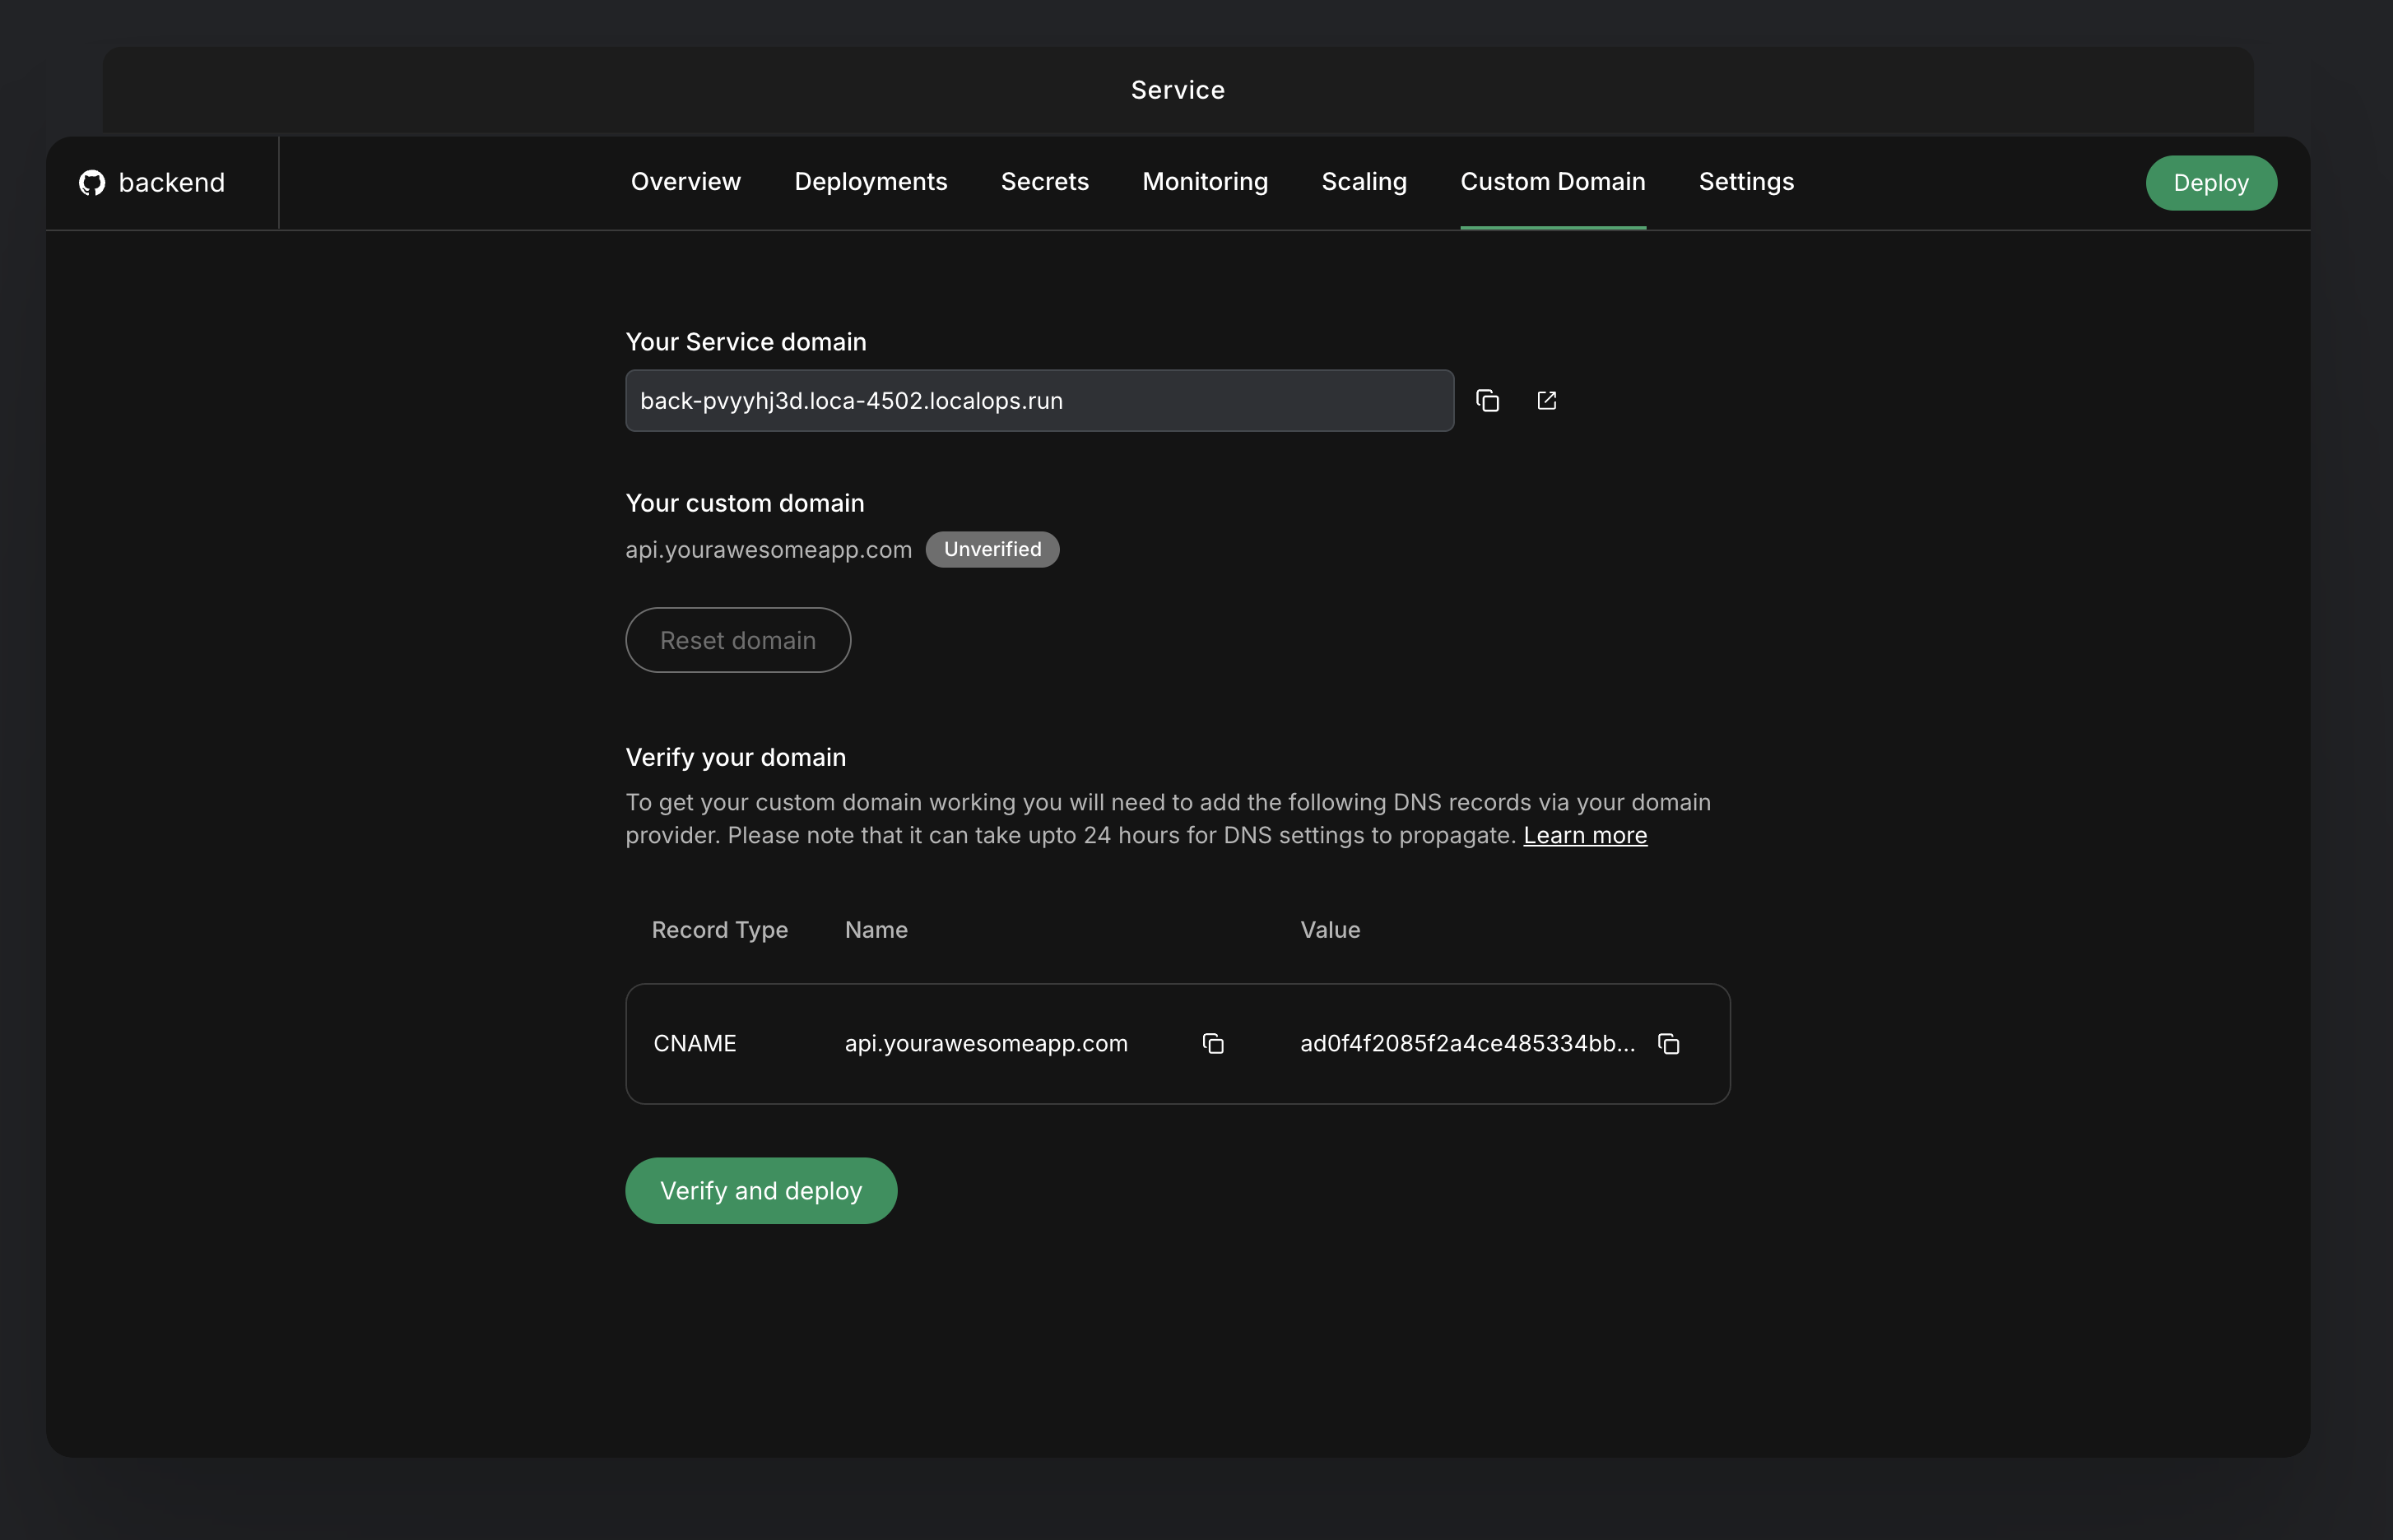 Service
backend
Overview Deployments Secrets Monitoring Scaling Custom Domain Settings
Deploy
Your Service domain
back-pvyyhj3d.loca-4502.localops.run
Your custom domain
api.yourawesomeapp.com Unverified
Reset domain
Verify your domain
To get your custom domain working you will need to add the following DNS records via your domain
provider. Please note that it can take upto 24 hours for DNS settings to propagate. Learn more
Record Type Name Value
CNAME api.yourawesomeapp.com ad0f4f2085f2a4ce485334bb...
Verify and deploy